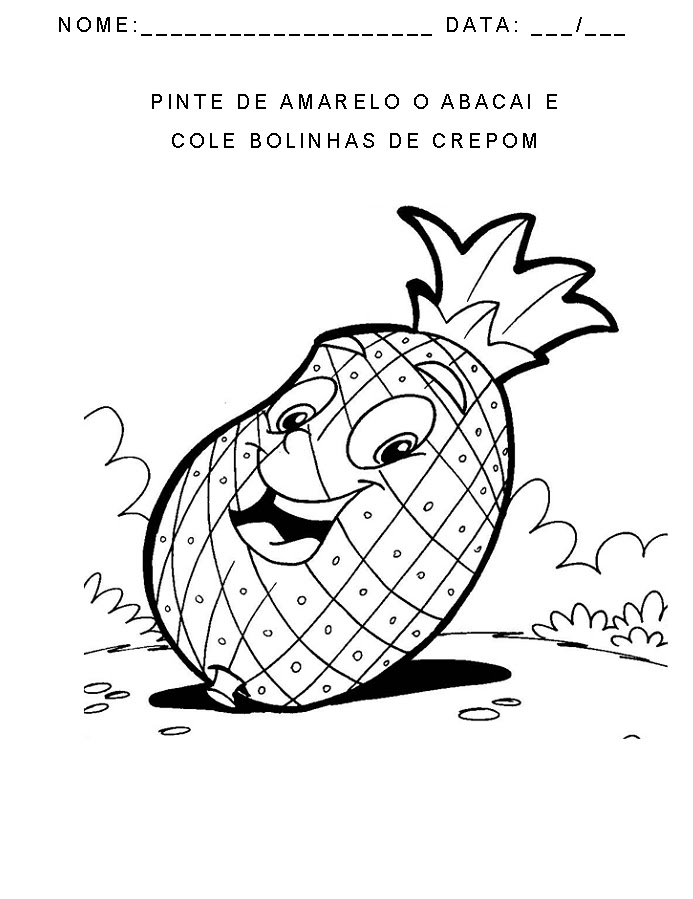 NOME:____________________ DATA: ___/___
PINTE DE AMARELO O ABACAI E
COLE BOLINHAS DE CREPOM